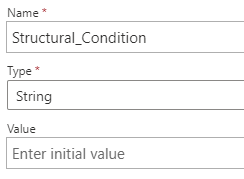 Name *
Structural_Condition
Type *
String
Value
Enter initial value